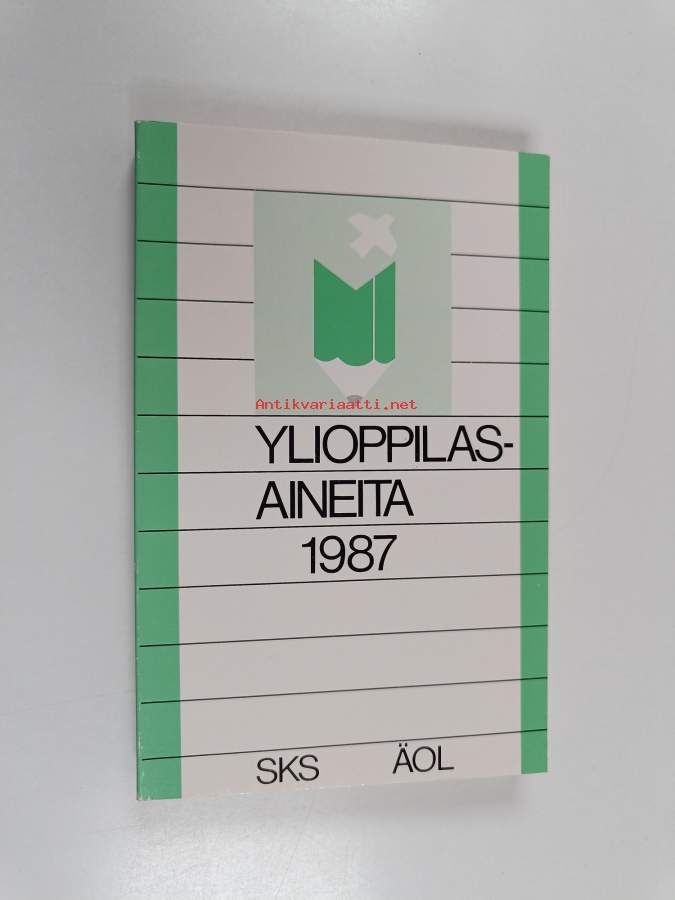 Antikvariaatti.net
YLIOPPILAS-
AINEITA
1987
SKS ÄOL